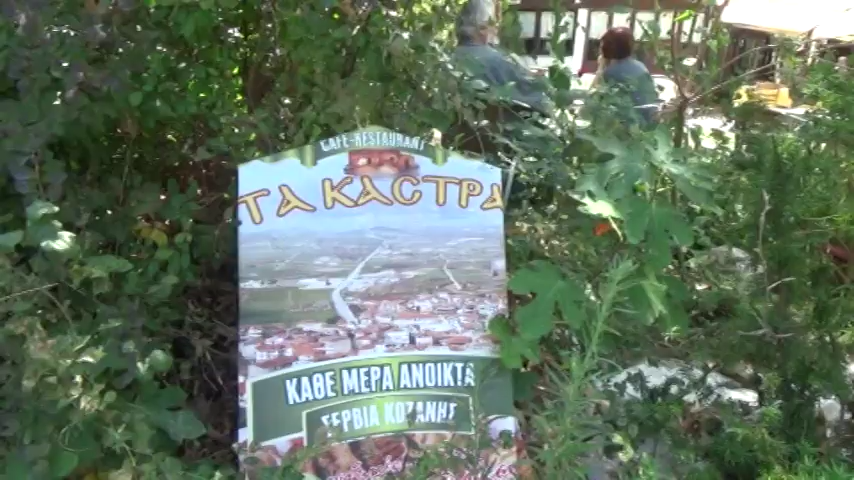 CAFE-RESTAURANT
ΤΑ ΚΑΣΤΡΑ
ΚΑΘΕ ΜΕΡΑ ΑΝΟΙΚΤΑ
ΣΕΡΒΙΑ ΚΟΖΑΝΗΣ